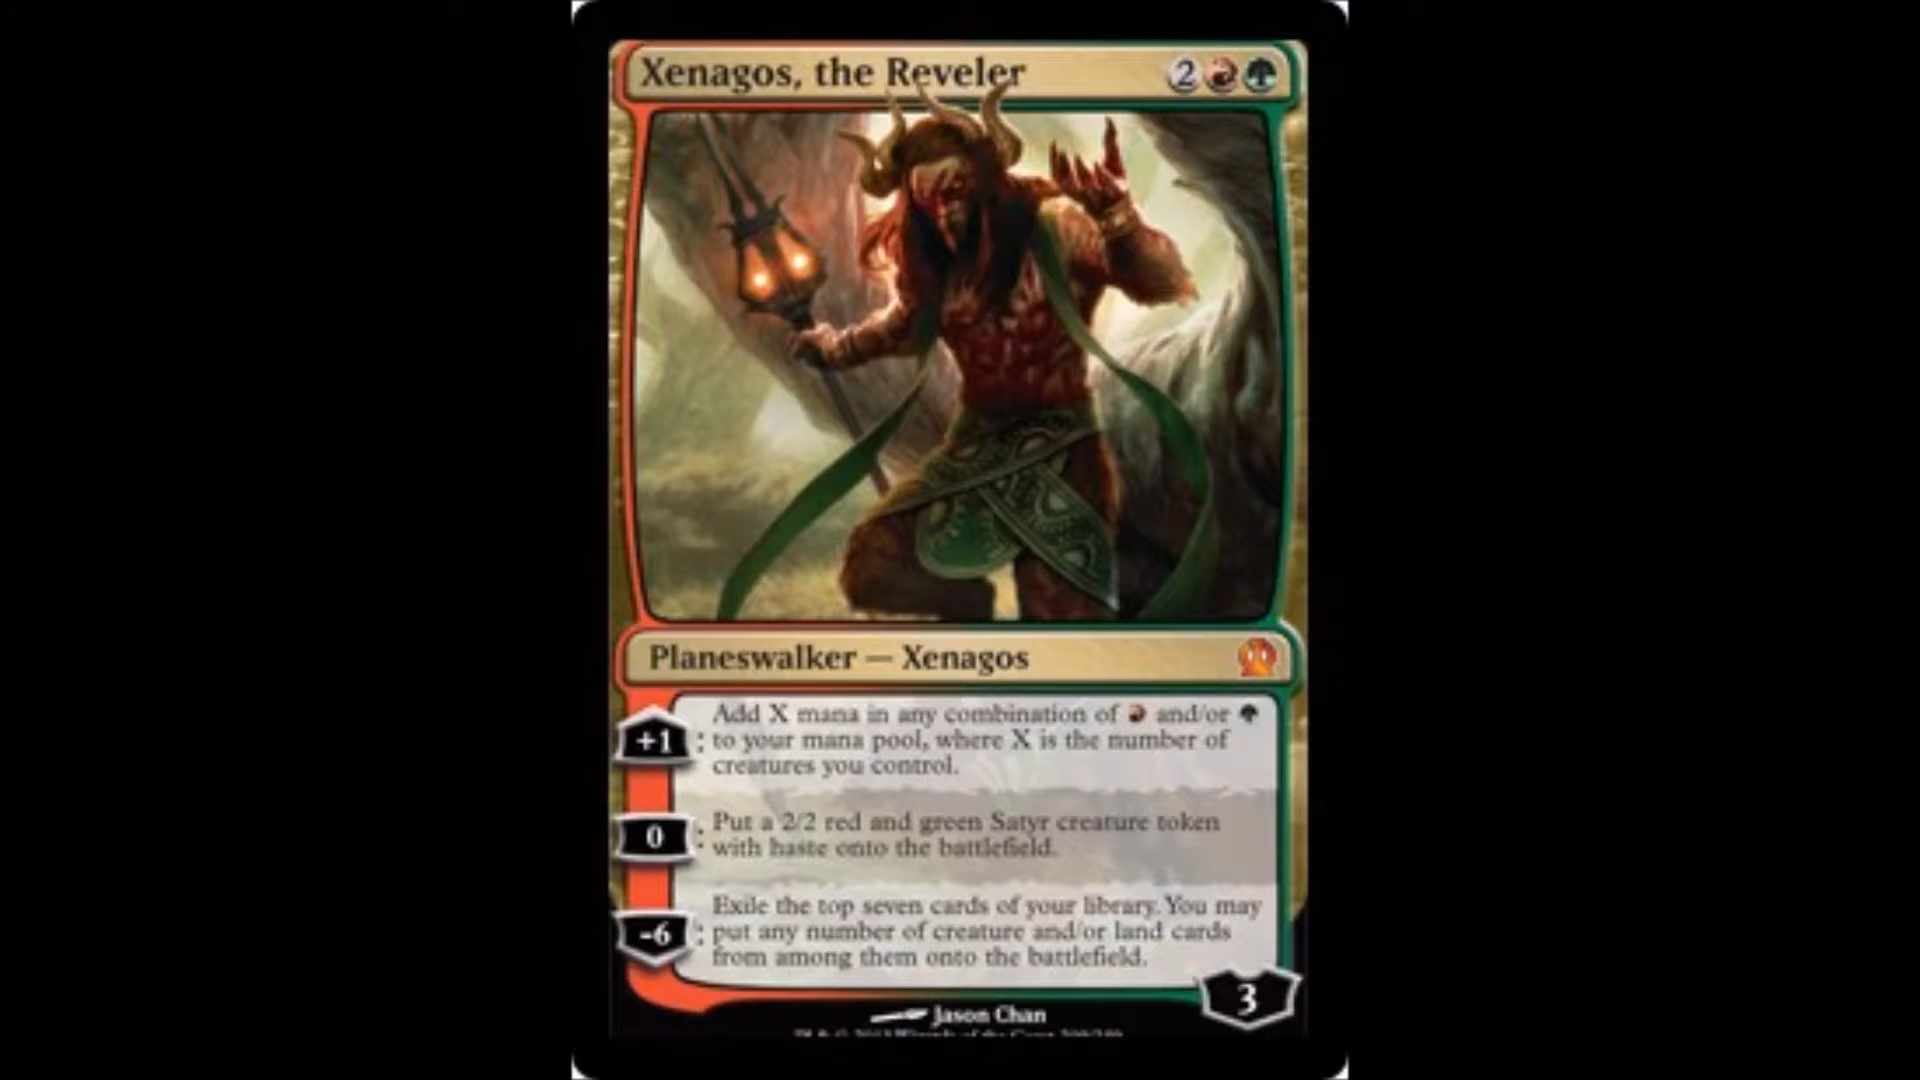 Xenagos, the Reveler 2
Planeswalker — Xenagos
Add X mana in any combination of and/or
+1 : to your mana pool, where X is the number of
creatures you control.
Put a 2/2 red and green Satyr creature token
0 : with haste onto the battlefield.
Exile the top seven cards of your library. You may
-6 : put any number of creature and/or land cards
from among them onto the battlefield.
3
Jason Chan